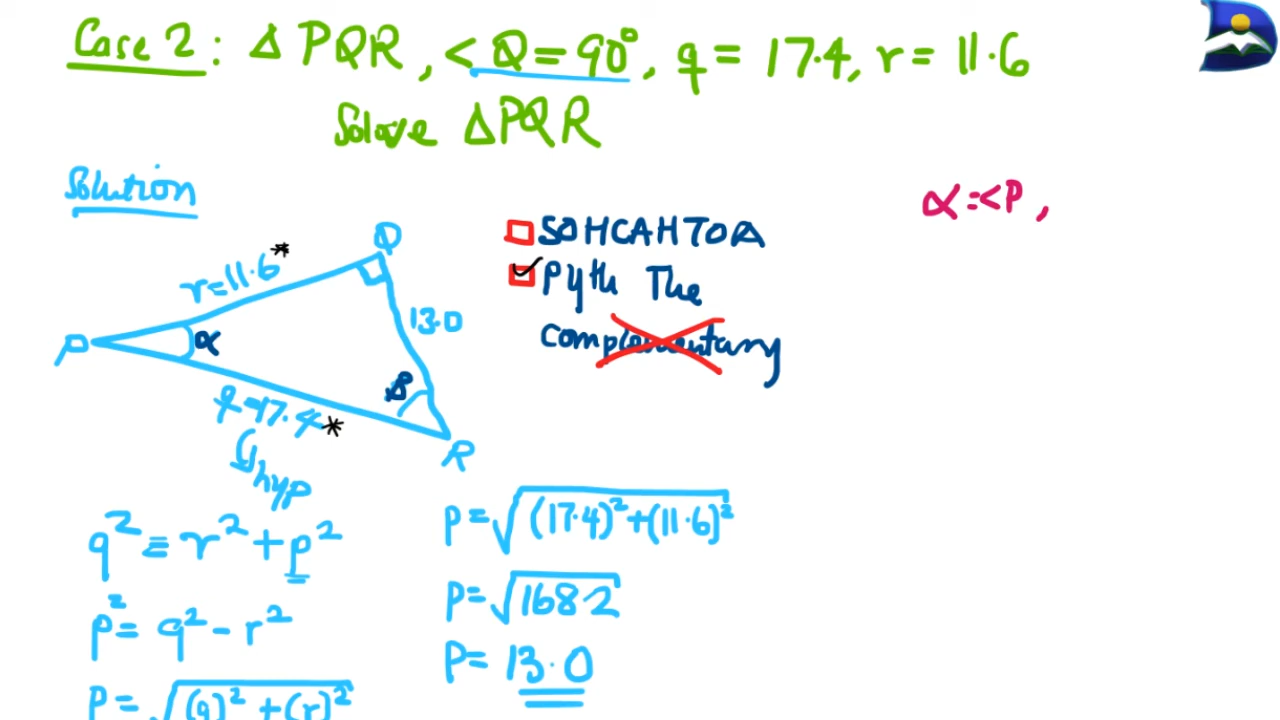 Case 2: Δ PQR, <Q=90°, q= 17.4, r= 11.6
Solve ΔPQR
Solution
α=<P,
SOHCAHTOA
Pyth The
Complementary
Q
r=11.6*
13.0
P
α
β
q=17.4*
R
hyp
q² = r² + p²
p² = q² - r²
P = √(q)² + (r)²
P = √(17.4)² + (11.6)²
P = √168.2
P = 13.0